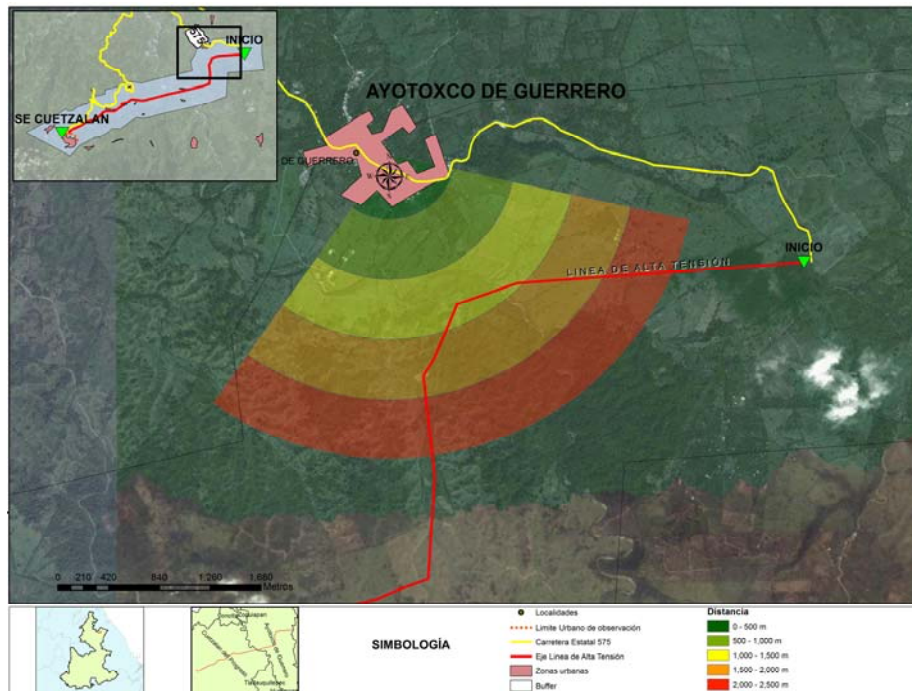 575
INICIO
SE CUETZALAN
AYOTOXCO DE GUERRERO
DE GUERRERO
INICIO
LINEA DE ALTA TENSIÓN
0 210 420 840 1,260 1,680
Metros
SIMBOLOGÍA
Localidades
Limite Urbano de observación
Carretera Estatal 575
Eje Linea de Alta Tensión
Zonas urbanas
Buffer
Distancia
0 - 500 m
500 - 1,000 m
1,000 - 1,500 m
1,500 - 2,000 m
2,000 - 2,500 m